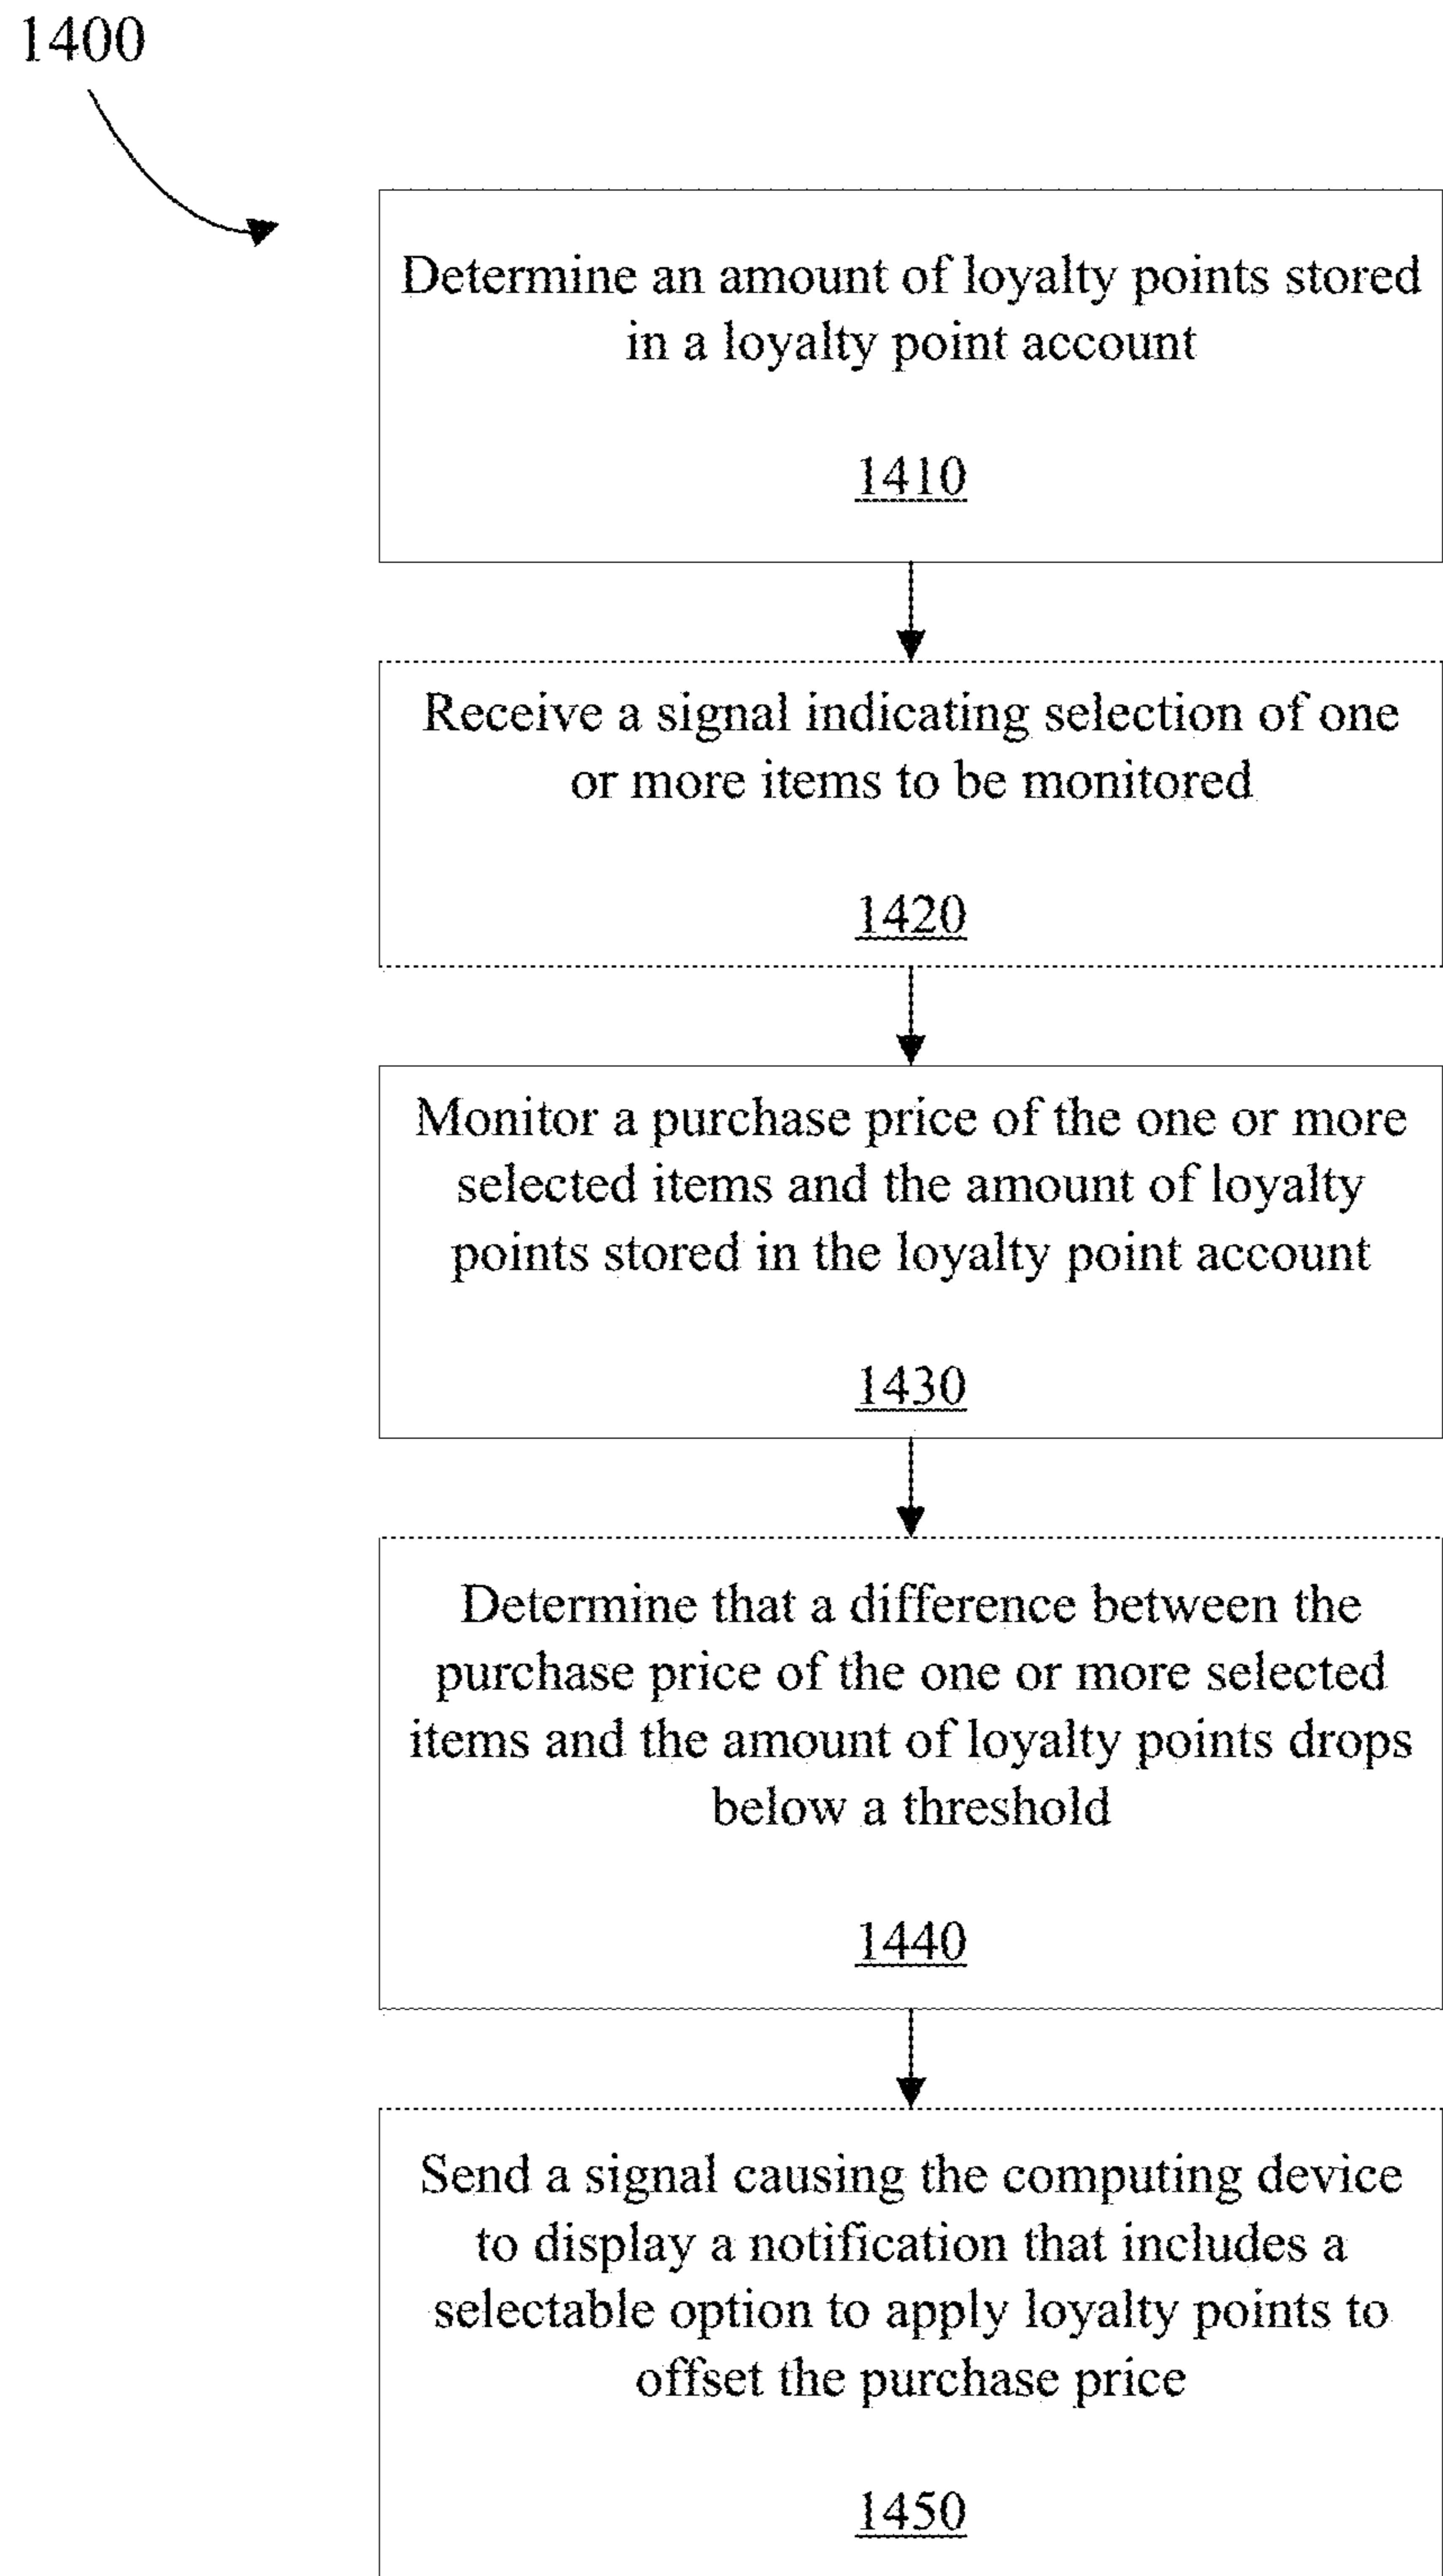 1400
Determine an amount of loyalty points stored
in a loyalty point account
1410
Receive a signal indicating selection of one
or more items to be monitored
1420
Monitor a purchase price of the one or more
selected items and the amount of loyalty
points stored in the loyalty point account
1430
Determine that a difference between the
purchase price of the one or more selected
items and the amount of loyalty points drops
below a threshold
1440
Send a signal causing the computing device
to display a notification that includes a
selectable option to apply loyalty points to
offset the purchase price
1450